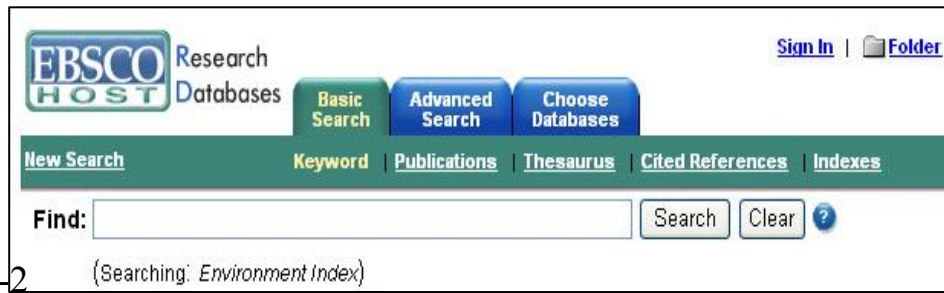 EBSCO Research
HOST Databases
Sign In | Folder
Basic Search
Advanced Search
Choose Databases
New Search
Keyword | Publications | Thesaurus | Cited References | Indexes
Find: Search Clear ?
(Searching: Environment Index)
-2